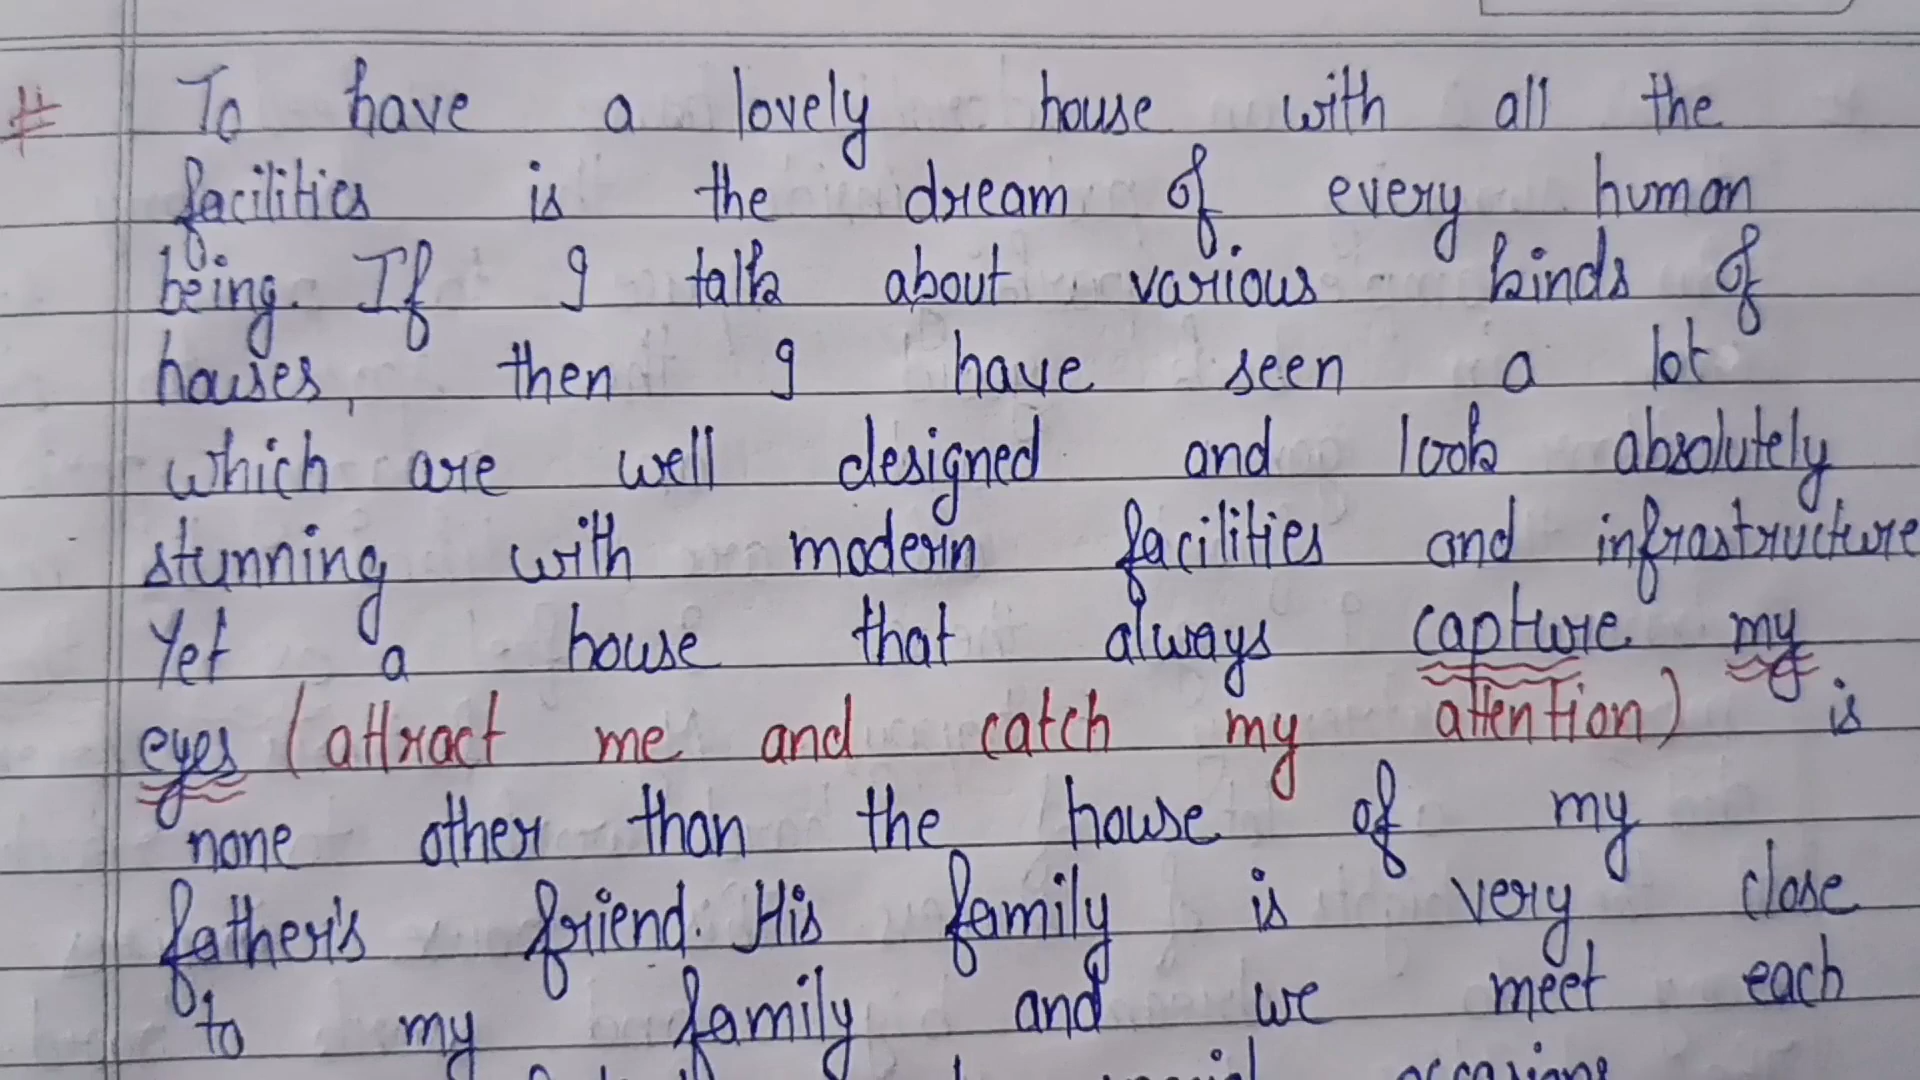 # To have a lovely house with all the
facilities is the dream of every human
being. If I talk about various kinds of
houses, then I have seen a lot
which are well designed and look absolutely
stunning with modern facilities and infrastructure
Yet a house that always capture my
eyes (attract me and catch my attention) is
none other than the house of my
father's friend. His family is very close
to my family and we meet each
occasions